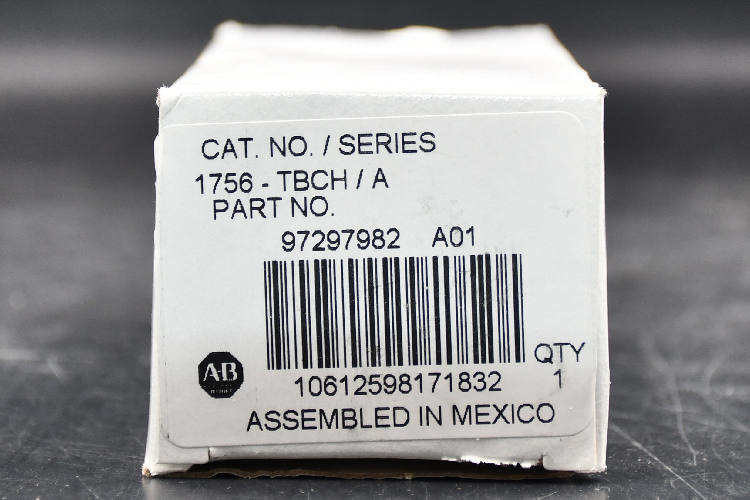 CAT. NO. / SERIES
1756 - TBCH / A
PART NO.
97297982 A01
QTY
1
10612598171832
AB
ASSEMBLED IN MEXICO